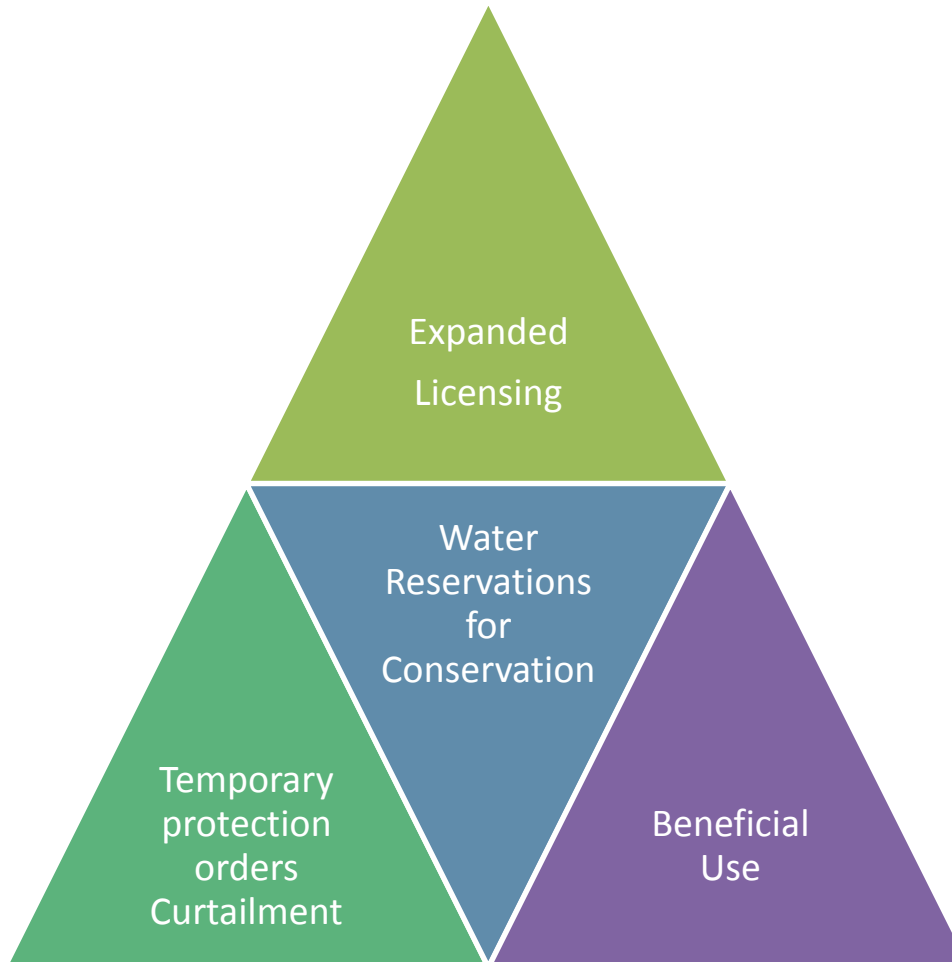 Expanded
Licensing
Water
Reservations
for
Conservation
Temporary
protection
orders
Curtailment
Beneficial
Use